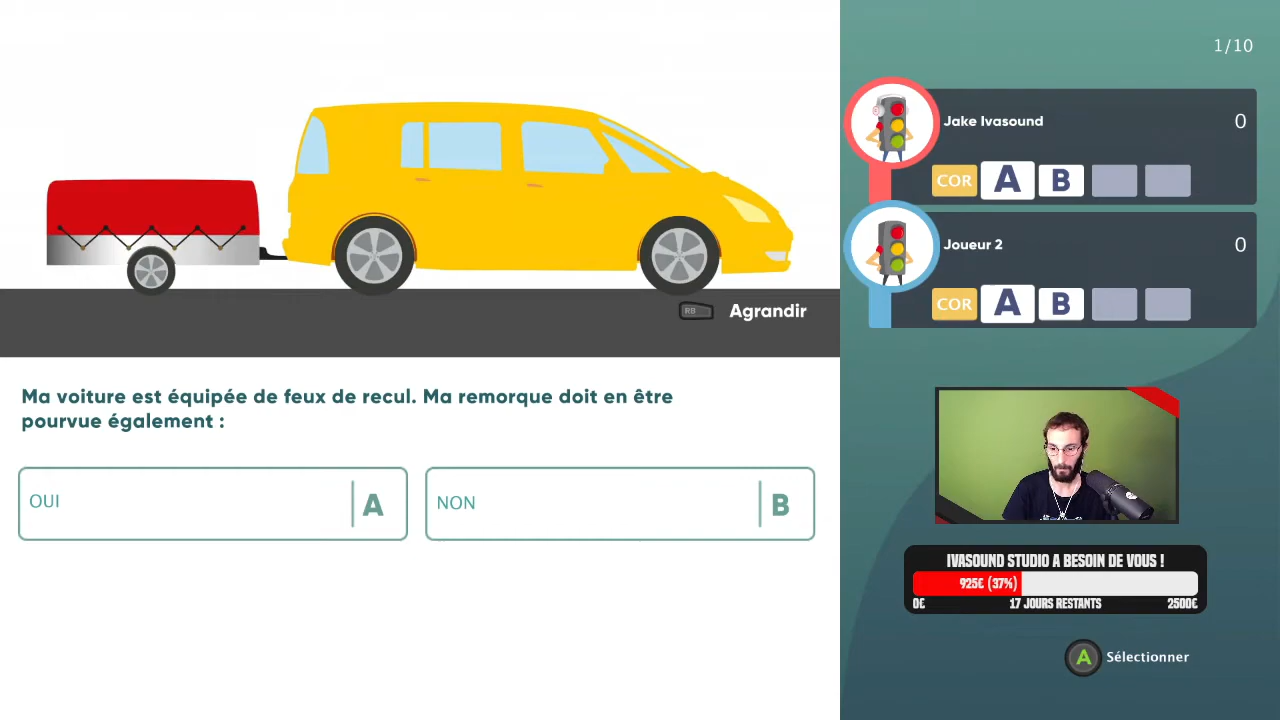 1/10
Jake Ivasound
0
COR
A
B
Joueur 2
0
COR
A
B
RB
Agrandir
Ma voiture est équipée de feux de recul. Ma remorque doit en être
pourvue également :
OUI
A
NON
B
IVASOUND STUDIO A BESOIN DE VOUS !
925€ (37%)
0€
17 JOURS RESTANTS
2500€
A
Sélectionner